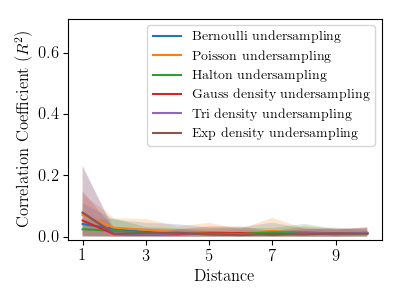 Bernoulli undersampling
Poisson undersampling
Halton undersampling
Gauss density undersampling
Tri density undersampling
Exp density undersampling
Correlation Coefficient (R²)
0.6
0.4
0.2
0.0
1 3 5 7 9
Distance